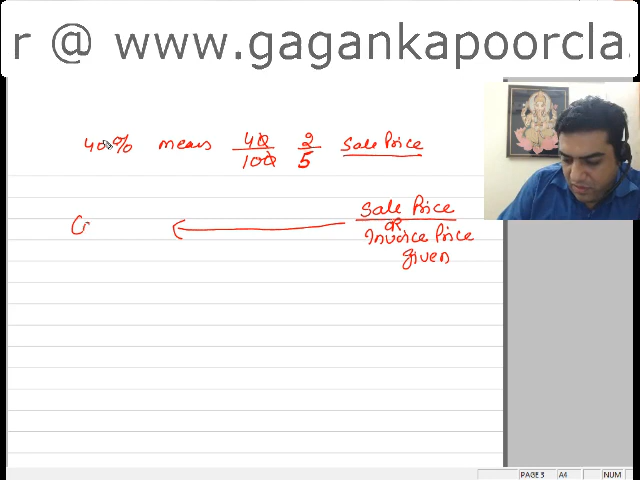 r @ www.gagankapoorcla.
40% means 40/100 2/5 Sale Price
Sale Price
or
Invoice Price
given
PAGE 3 A4 NUM